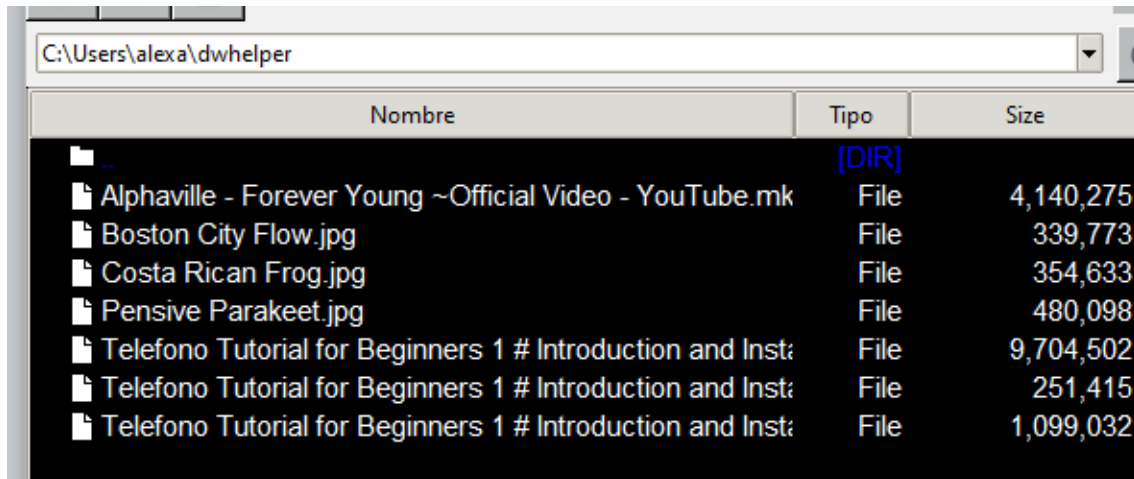 C:\Users\alexa\dwhelper
Nombre Tipo Size
.. [DIR]
Alphaville - Forever Young ~Official Video - YouTube.mk File 4,140,275
Boston City Flow.jpg File 339,773
Costa Rican Frog.jpg File 354,633
Pensive Parakeet.jpg File 480,098
Telefono Tutorial for Beginners 1 # Introduction and Insta File 9,704,502
Telefono Tutorial for Beginners 1 # Introduction and Insta File 251,415
Telefono Tutorial for Beginners 1 # Introduction and Insta File 1,099,032